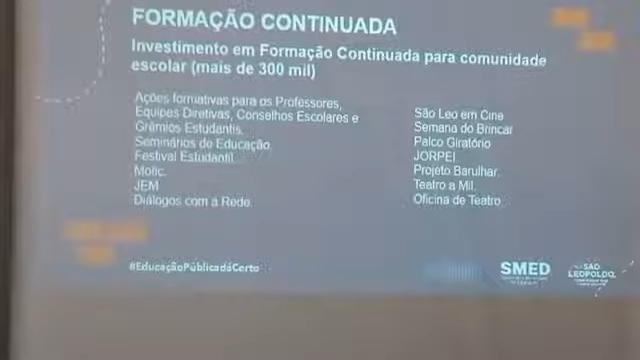 FORMAÇÃO CONTINUADA
Investimento em Formação Continuada para comunidade
escolar (mais de 300 mil)
Ações formativas para os Professores,
Equipes Diretivas, Conselhos Escolares e
Grêmios Estudantis.
Seminários de Educação.
Festival Estudantil.
Motic.
JEM
Diálogos com a Rede.
São Leo em Cine
Semana do Brincar
Palco Giratório
JORPEI
Projeto Barulhar.
Teatro a Mil.
Oficina de Teatro
#EducaçãoPúblicadáCerto
SMED
SÃO
LEOPOLDO